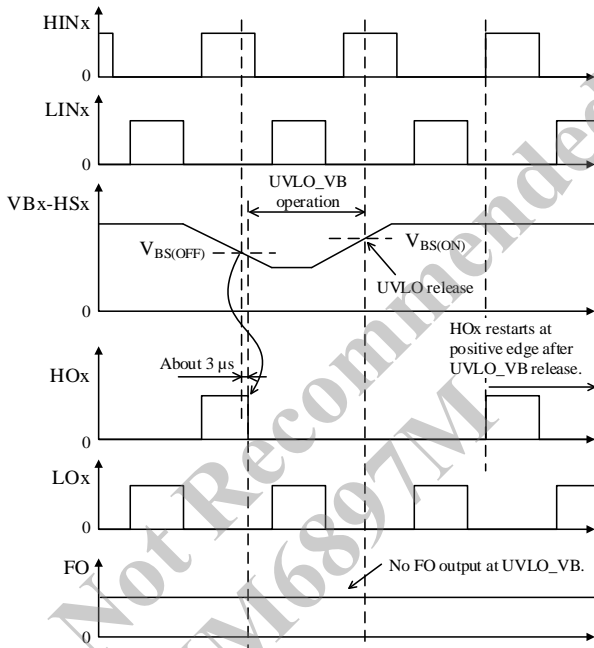 HINx
0
LINx
0
UVLO_VB
operation
VBx-HSx
VBS(OFF)
VBS(ON)
UVLO release
0
HOx restarts at
positive edge after
UVLO_VB release.
About 3 µs
HOx
0
LOx
0
FO
No FO output at UVLO_VB.
0
Not Recommended
M6897M